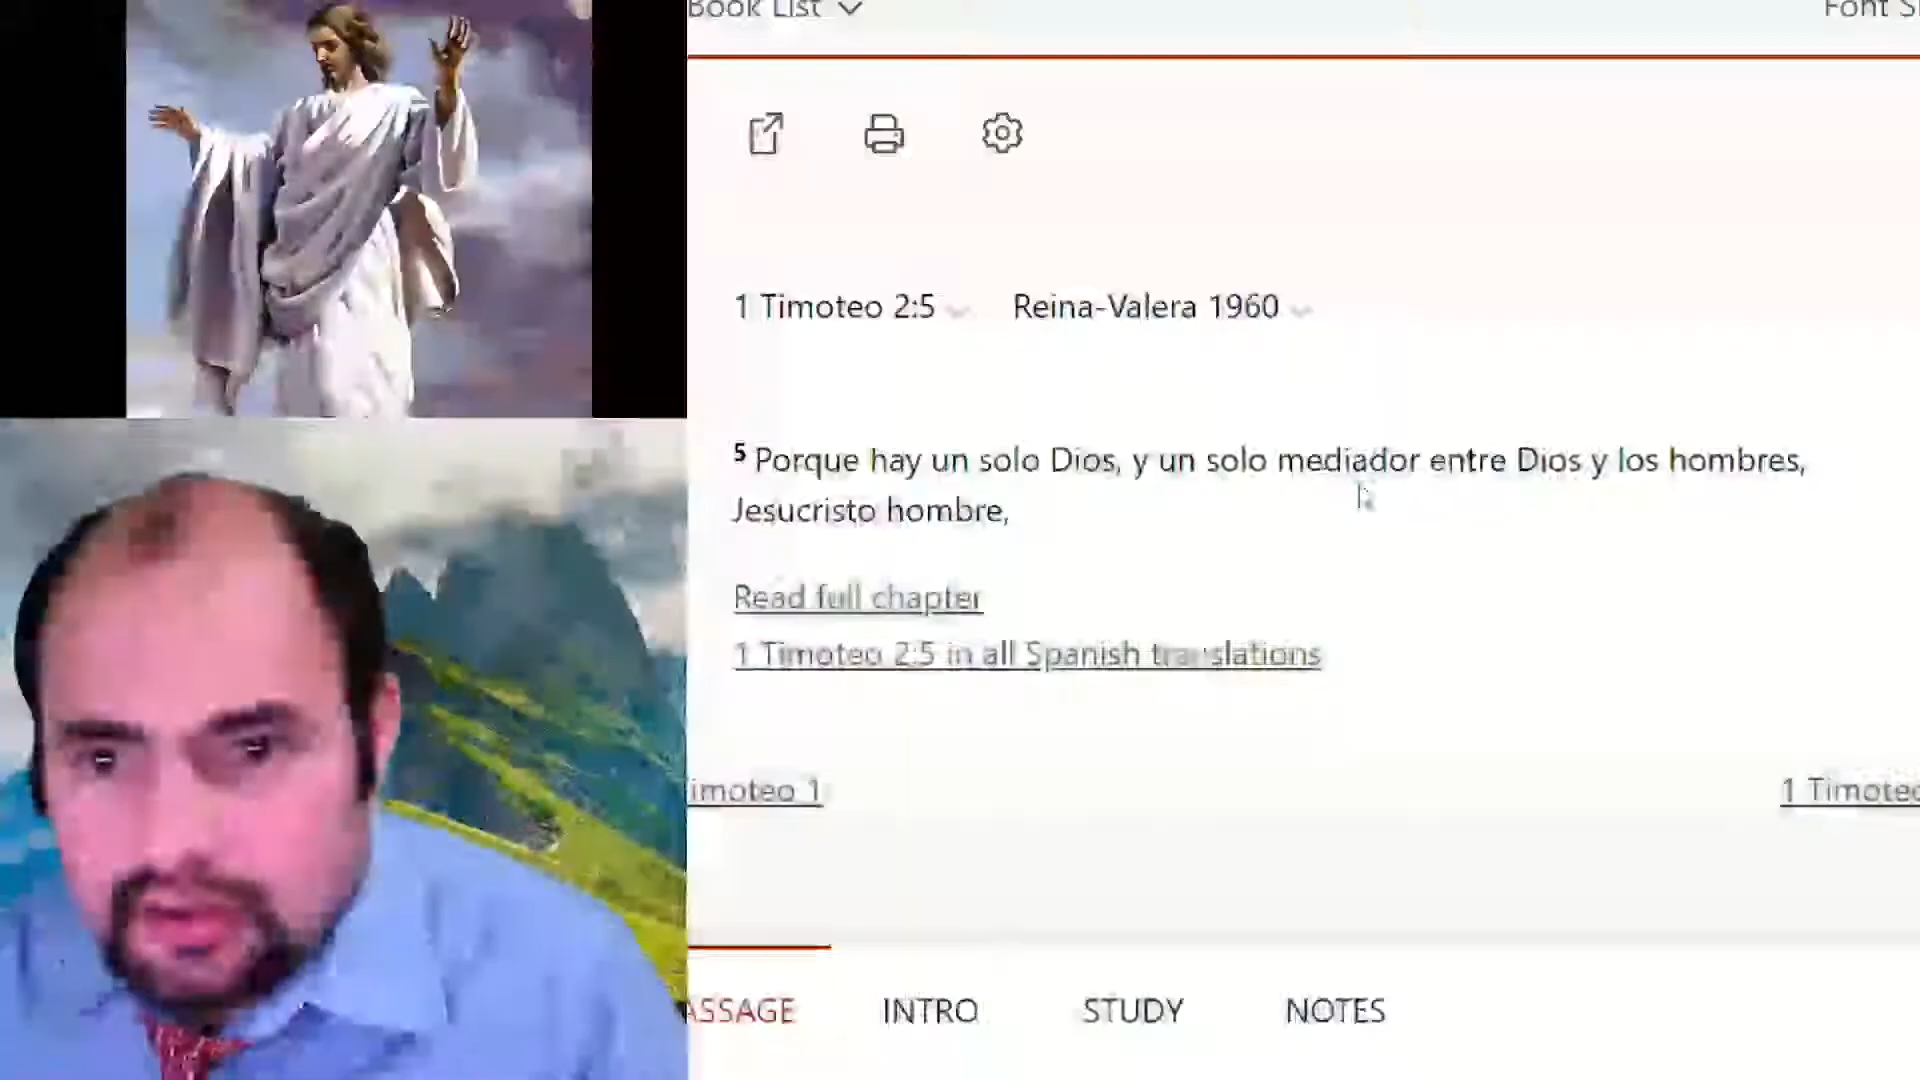 Book List
Font
1 Timoteo 2:5 Reina-Valera 1960
5 Porque hay un solo Dios, y un solo mediador entre Dios y los hombres,
Jesucristo hombre,
Read full chapter
1 Timoteo 2:5 in all Spanish translations
imoteo 1
1 Timoteo
ASSAGE INTRO STUDY NOTES